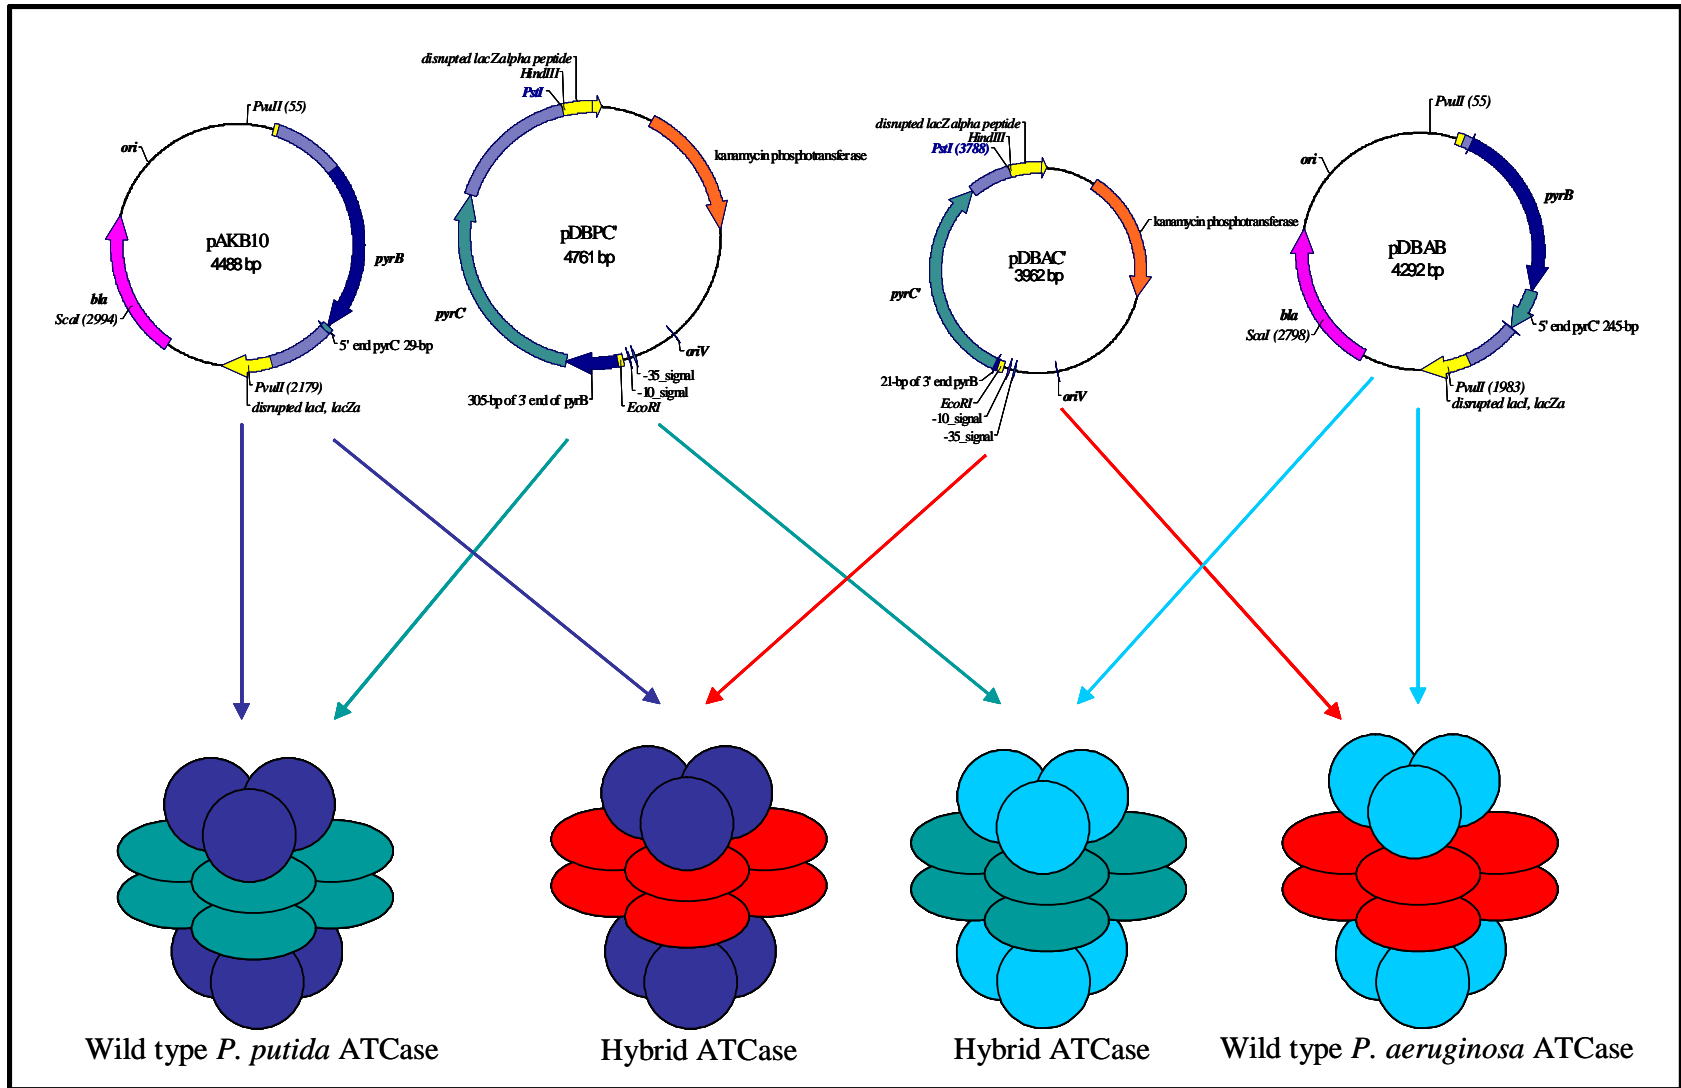 PvuII (55)
ori
pAKB10
4488 bp
pyrB
bla
ScaI (2994)
5' end pyrC 29-bp
PvuII (2179)
disrupted lacI, lacZa
disrupted lacZalpha peptide
HindIII
PstI
kanamycin phosphotransferase
pDBPC'
4761 bp
pyrC'
oriV
-35_signal
-10_signal
305-bp of 3' end of pyrB
EcoRI
disrupted lacZalpha peptide
HindIII
PstI (3788)
kanamycin phosphotransferase
pDBAC'
3962 bp
pyrC'
21-bp of 3' end pyrB
EcoRI
oriV
-10_signal
-35_signal
PvuII (55)
ori
pyrB
pDBAB
4292 bp
bla
ScaI (2798)
5' end pyrC' 245-bp
PvuII (1983)
disrupted lacI, lacZa
Wild type P. putida ATCase
Hybrid ATCase
Hybrid ATCase
Wild type P. aeruginosa ATCase